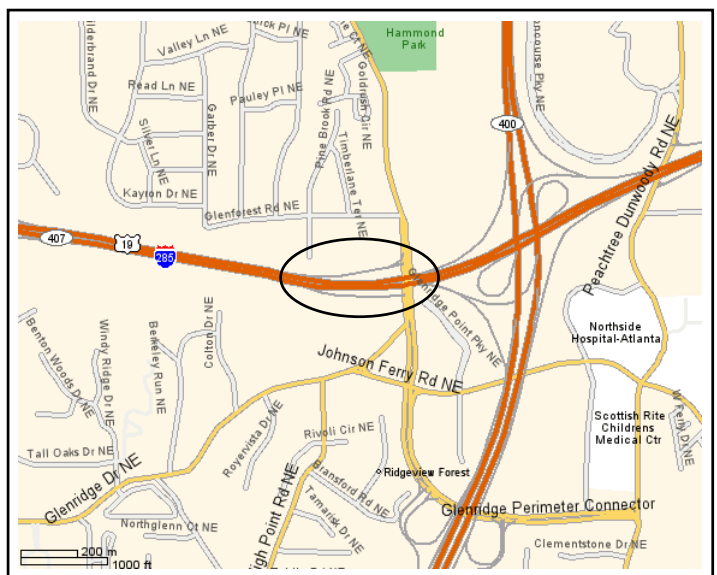 Hammond
Park
Valley Ln NE
Read Ln NE
Pauley Pl NE
Garber Dr NE
Silver Ln NE
Kayron Dr NE
Pine Brook Rd NE
Goldrush Cir NE
Timberlane Ter NE
Glenforest Rd NE
400
Peachtree Dunwoody Rd NE
407
19
285
Glenridge Point Pky NE
Northside
Hospital-Atlanta
Benton Woods Dr NE
Windy Ridge Dr NE
Berkeley Run NE
Colton Dr NE
Johnson Ferry Rd NE
Scottish Rite
Childrens
Medical Ctr
W Ferry Dr NE
Royervista Dr NE
Rivoli Cir NE
Tall Oaks Dr NE
Glenridge Dr NE
Ridgeview Forest
Bransford Rd NE
Tamarisk Dr NE
Glenridge Perimeter Connector
Northglenn Ct NE
Clementstone Dr NE
200 m
1000 ft